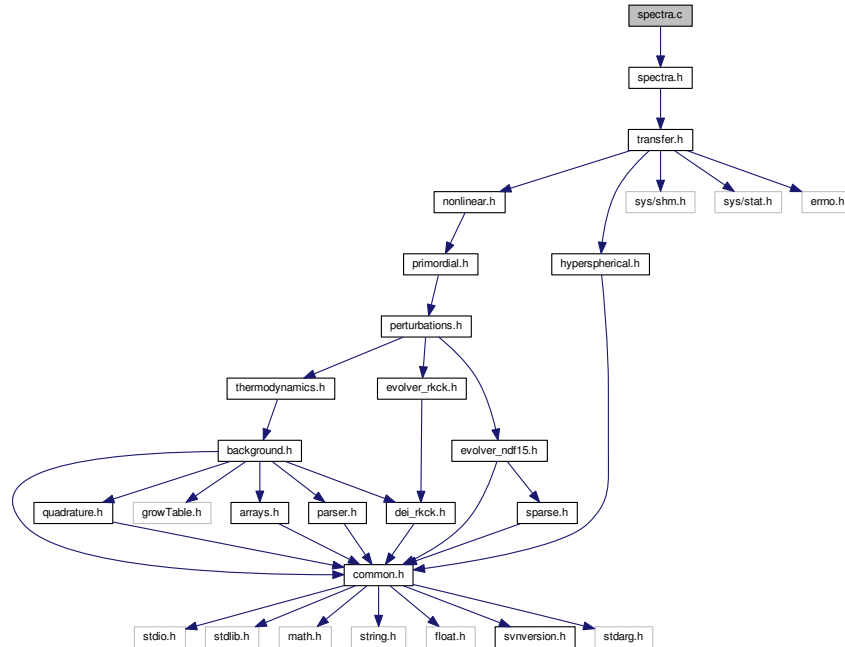 spectra.c
spectra.h
transfer.h
nonlinear.h
sys/shm.h
sys/stat.h
errno.h
primordial.h
hyperspherical.h
perturbations.h
thermodynamics.h
evolver_rkck.h
background.h
evolver_ndf15.h
quadrature.h
growTable.h
arrays.h
parser.h
dei_rkck.h
sparse.h
common.h
stdio.h
stdlib.h
math.h
string.h
float.h
svnversion.h
stdarg.h